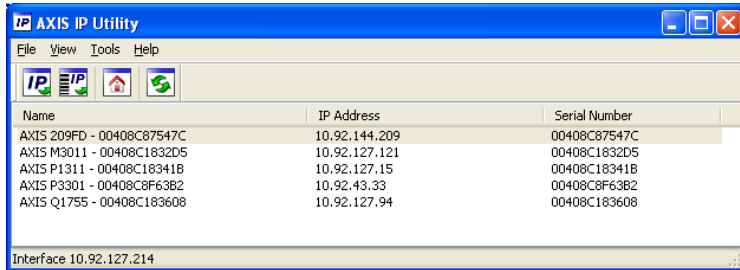 IP AXIS IP Utility
File View Tools Help
IP IP
Name IP Address Serial Number
AXIS 209FD - 00408C87547C 10.92.144.209 00408C87547C
AXIS M3011 - 00408C1832D5 10.92.127.121 00408C1832D5
AXIS P1311 - 00408C18341B 10.92.127.15 00408C18341B
AXIS P3301 - 00408C8F63B2 10.92.43.33 00408C8F63B2
AXIS Q1755 - 00408C183608 10.92.127.94 00408C183608
Interface 10.92.127.214